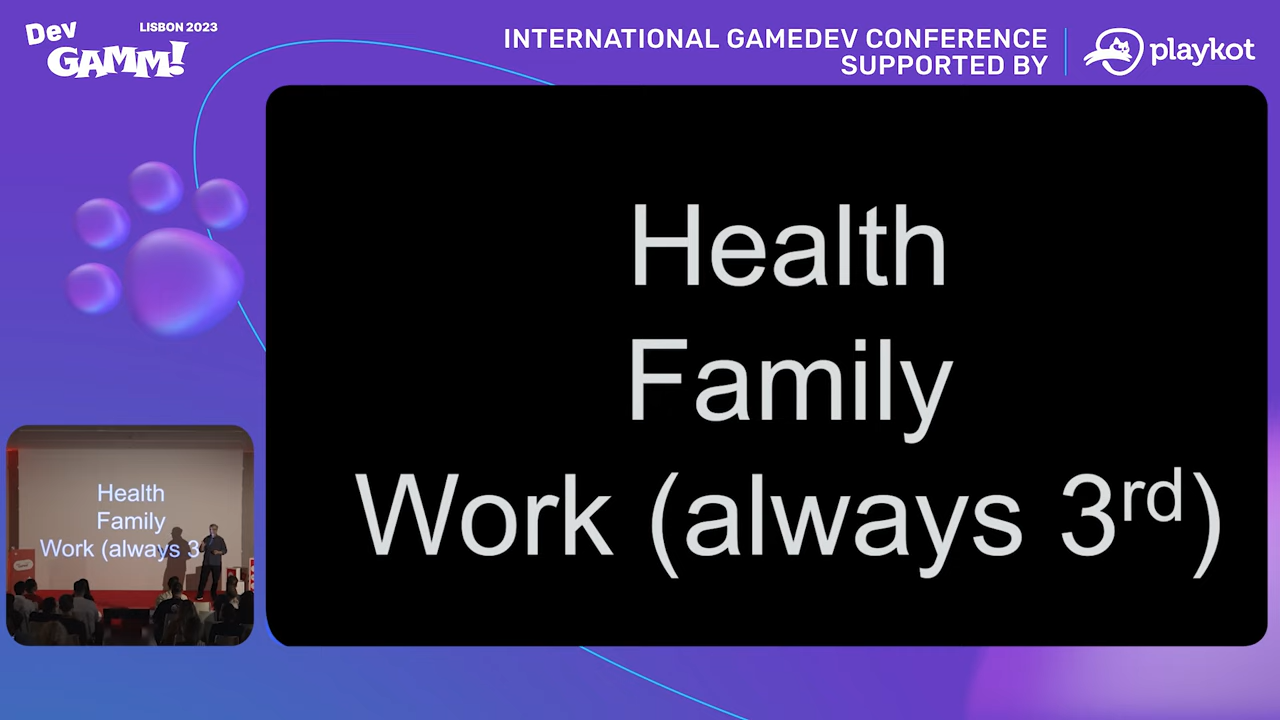 Dev
GAMM!
LISBON 2023
INTERNATIONAL GAMEDEV CONFERENCE
SUPPORTED BY
playkot
Health
Family
Work (always 3rd)
Health
Family
Work (always 3